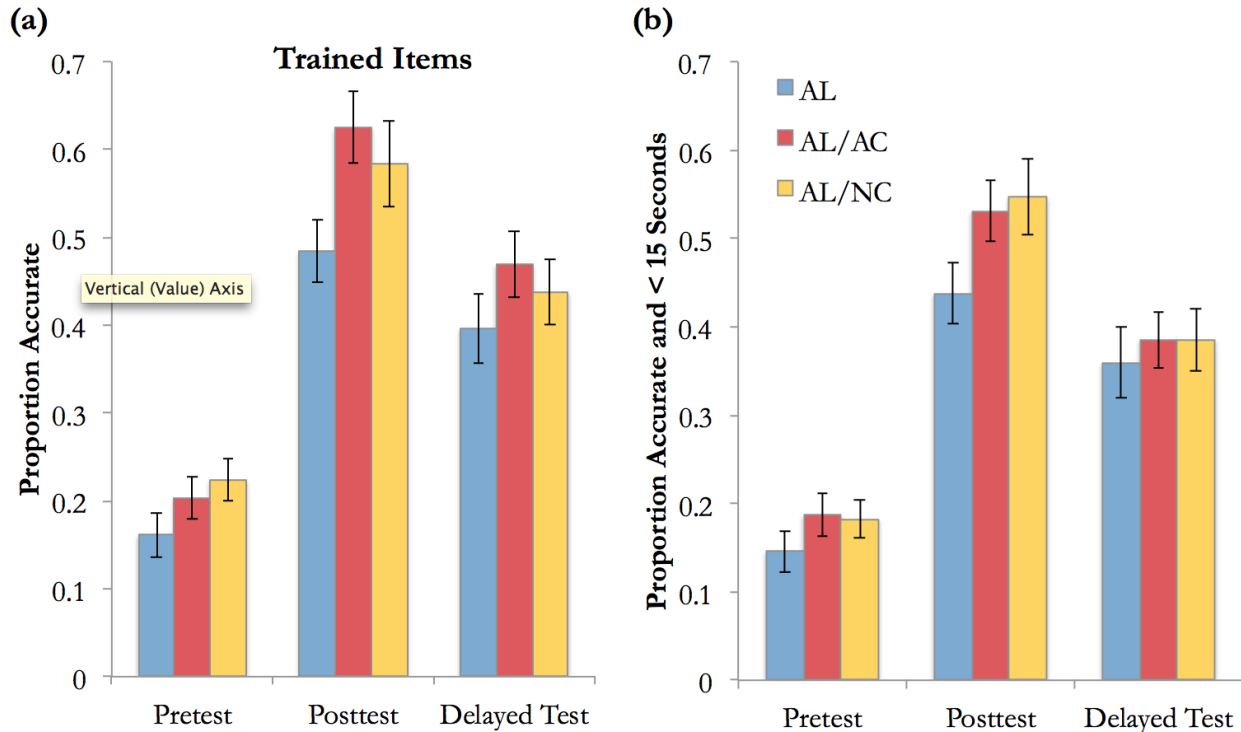 (a)
Trained Items
Proportion Accurate
0.7
0.6
0.5
0.4
0.3
0.2
0.1
0
Vertical (Value) Axis
Pretest
Posttest
Delayed Test
(b)
Proportion Accurate and < 15 Seconds
0.7
0.6
0.5
0.4
0.3
0.2
0.1
0
AL
AL/AC
AL/NC
Pretest
Posttest
Delayed Test